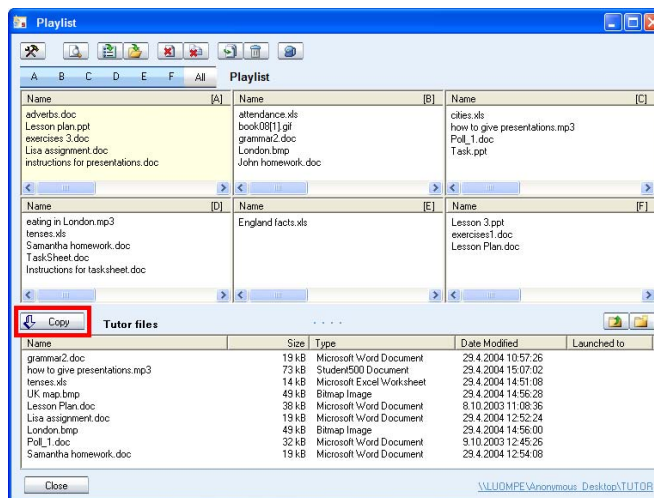 Playlist
A B C D E F All Playlist
Name [A]
adverbs.doc
Lesson plan.ppt
exercises 3.doc
Lisa assignment.doc
instructions for presentations.doc
Name [B]
attendance.xls
book08[1].gif
grammar2.doc
London.bmp
John homework.doc
Name [C]
cities.xls
how to give presentations.mp3
Poll_1.doc
Task.ppt
Name [D]
eating in London.mp3
tenses.xls
Samantha homework.doc
TaskSheet.doc
Instructions for tasksheet.doc
Name [E]
England facts.xls
Name [F]
Lesson 3.ppt
exercises1.doc
Lesson Plan.doc
Copy Tutor files
Name Size Type Date Modified Launched to
grammar2.doc 19 kB Microsoft Word Document 29.4.2004 10:57:26
how to give presentations.mp3 73 kB Student500 Document 29.4.2004 15:07:02
tenses.xls 14 kB Microsoft Excel Worksheet 29.4.2004 14:51:08
UK map.bmp 49 kB Bitmap Image 29.4.2004 14:56:28
Lesson Plan.doc 38 kB Microsoft Word Document 8.10.2003 11:08:36
Lisa assignment.doc 19 kB Microsoft Word Document 29.4.2004 12:52:24
London.bmp 49 kB Bitmap Image 29.4.2004 14:56:00
Poll_1.doc 32 kB Microsoft Word Document 9.10.2003 12:45:26
Samantha homework.doc 19 kB Microsoft Word Document 29.4.2004 12:54:08
Close \\LUOMPE\Anonymous_Desktop\TUTOR